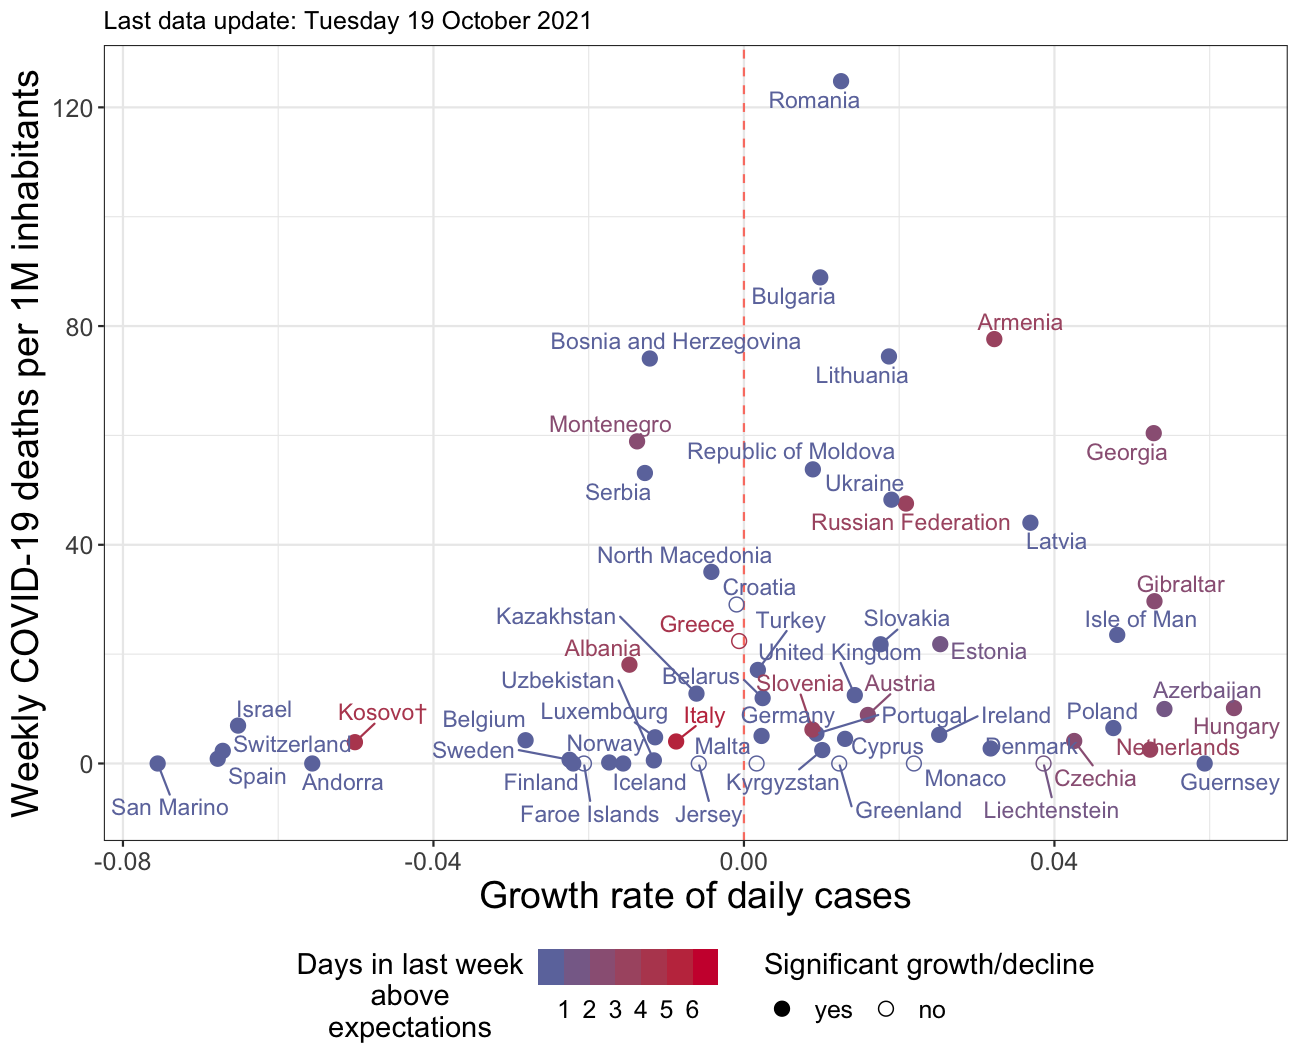 Last data update: Tuesday 19 October 2021
Weekly COVID-19 deaths per 1M inhabitants
120
80
40
0
Romania
Bulgaria
Armenia
Bosnia and Herzegovina
Lithuania
Montenegro
Georgia
Republic of Moldova
Ukraine
Serbia
Russian Federation
Latvia
North Macedonia
Croatia
Gibraltar
Kazakhstan
Greece
Turkey
Slovakia
Isle of Man
Albania
United Kingdom
Estonia
Uzbekistan
Belarus
Slovenia
Austria
Azerbaijan
Israel
Kosovo†
Belgium
Luxembourg
Italy
Germany
Portugal
Ireland
Poland
Hungary
Switzerland
Sweden
Norway
Malta
Cyprus
Denmark
Netherlands
Spain
Andorra
Finland
Iceland
Kyrgyzstan
Monaco
Czechia
Guernsey
San Marino
Faroe Islands
Jersey
Greenland
Liechtenstein
-0.08
-0.04
0.00
0.04
Growth rate of daily cases
Days in last week
above
expectations
1 2 3 4 5 6
Significant growth/decline
yes
no